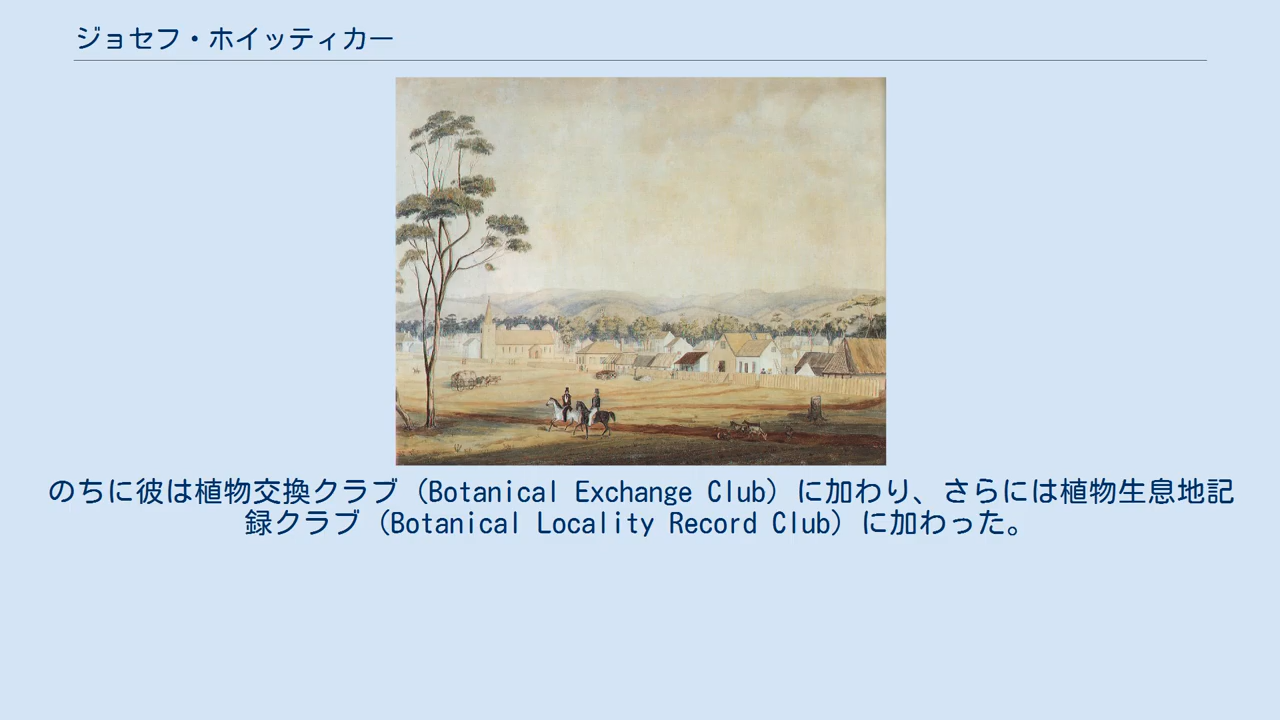 ジョセフ・ホイッティカー
のちに彼は植物交換クラブ（Botanical Exchange Club）に加わり、さらには植物生息地記
録クラブ（Botanical Locality Record Club）に加わった。